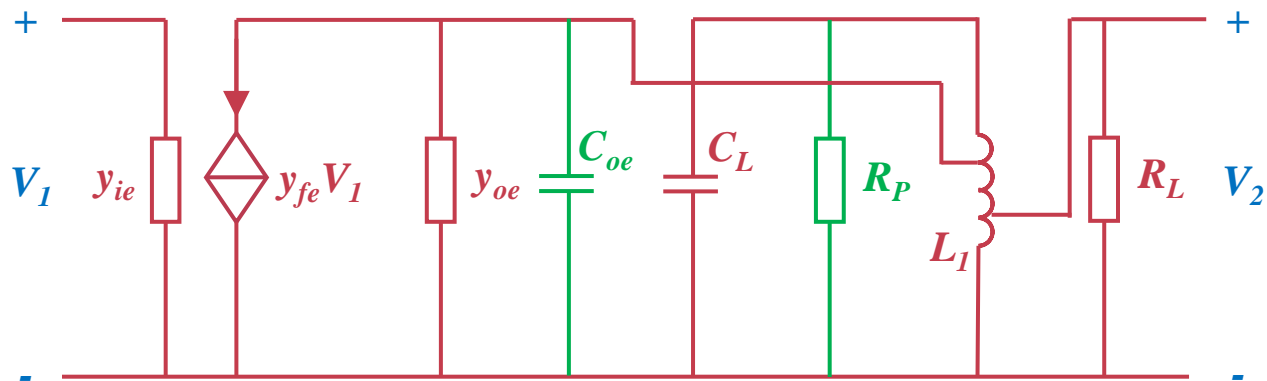 +
+
V1
yie
yfeV1
yoe
Coe
CL
RP
L1
RL
V2
-
-